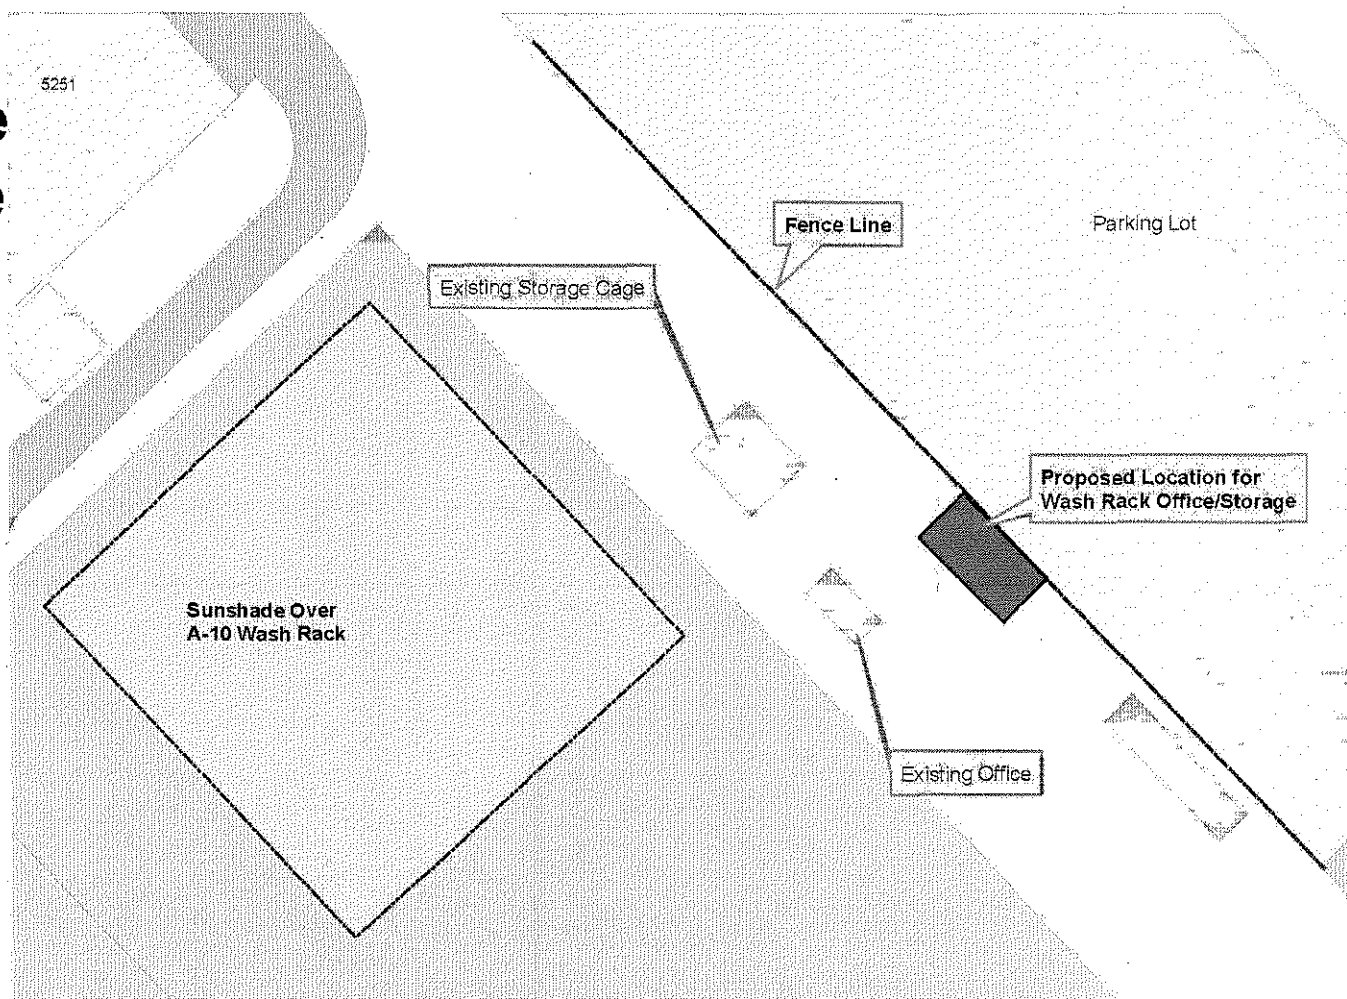 5251
e
e
Fence Line
Parking Lot
Existing Storage Cage
Proposed Location for
Wash Rack Office/Storage
Sunshade Over
A-10 Wash Rack
Existing Office